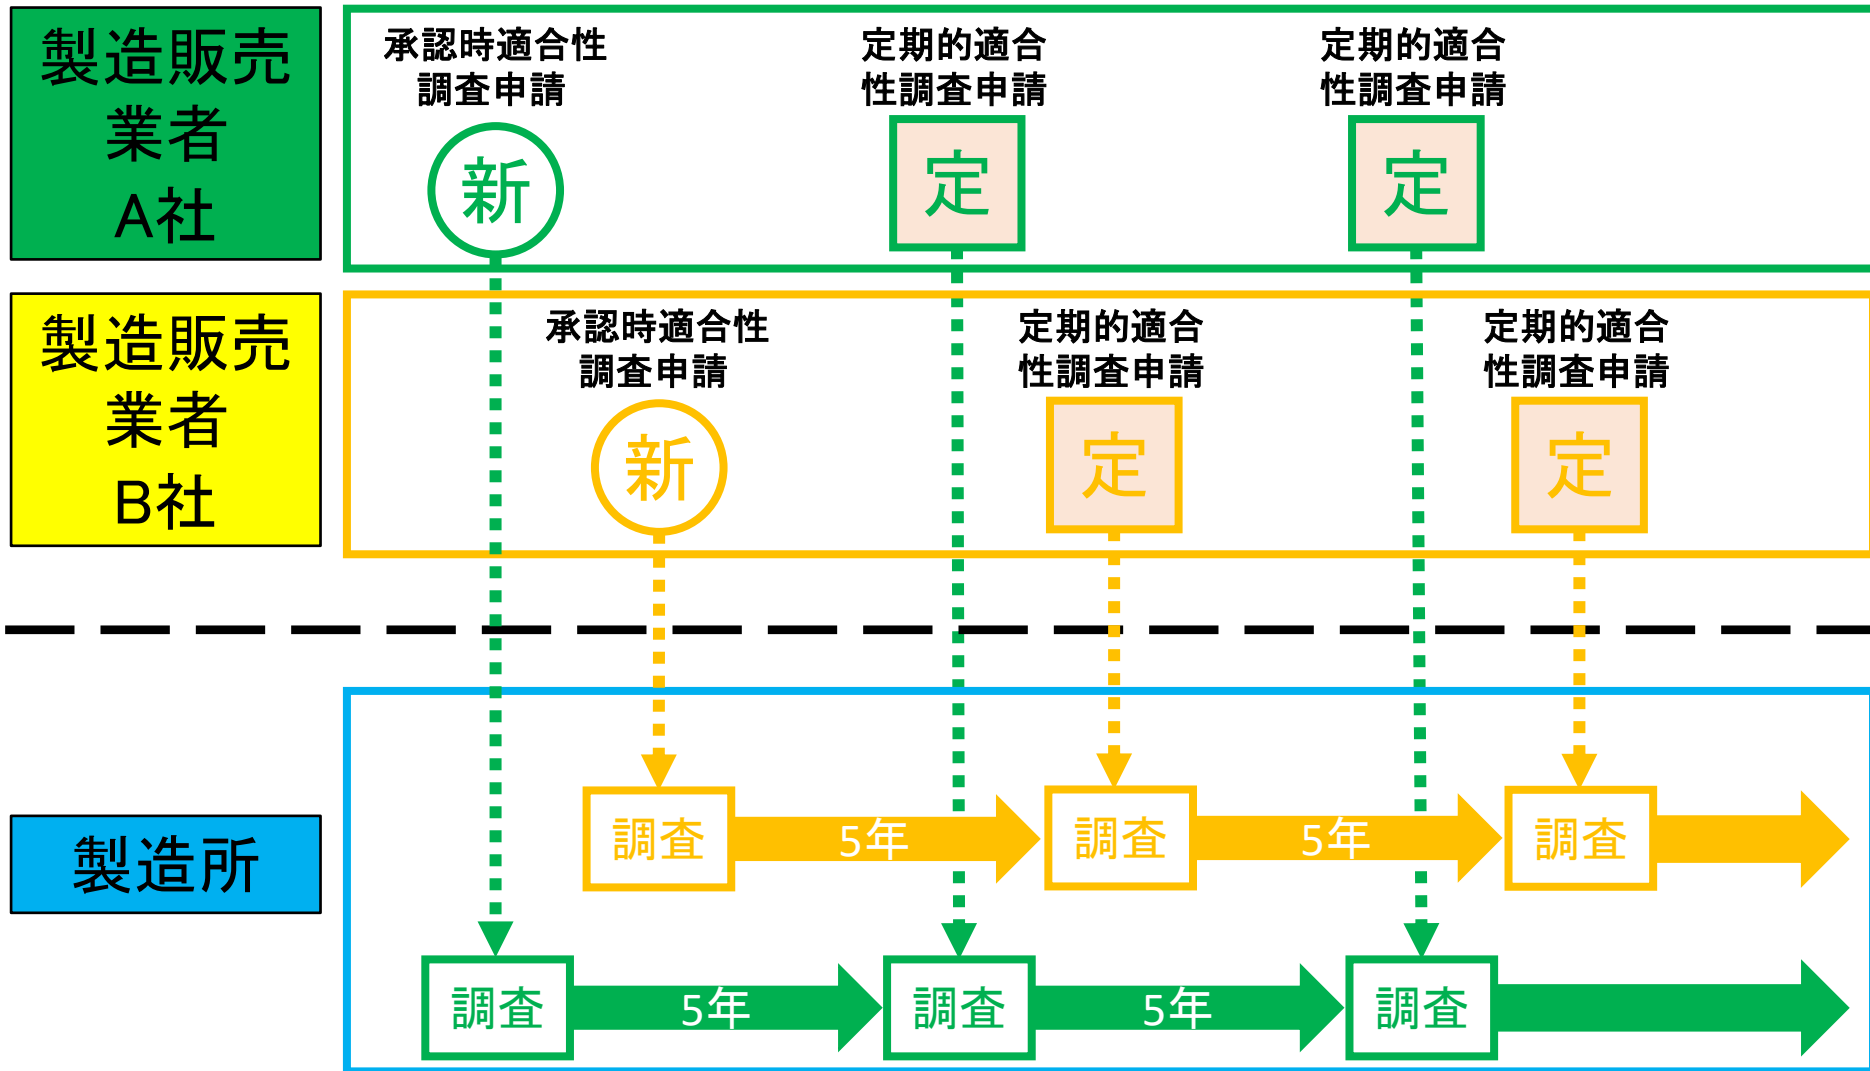 製造販売
業者
A社
承認時適合性
調査申請
新
定期的適合
性調査申請
定
定期的適合
性調査申請
定
製造販売
業者
B社
承認時適合性
調査申請
新
定期的適合
性調査申請
定
定期的適合
性調査申請
定
製造所
調査
5年
調査
5年
調査
調査
5年
調査
5年
調査